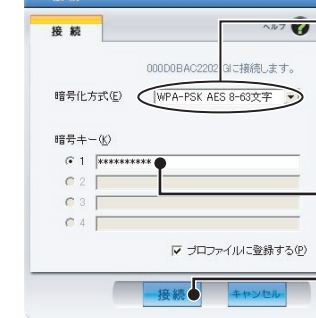 接 続
ヘルプ ?
000D0BAC2202_Gに接続します。
暗号化方式(E) WPA-PSK AES 8-63文字
暗号キー(K)
1 **********
2
3
4
プロファイルに登録する(P)
接続 キャンセル